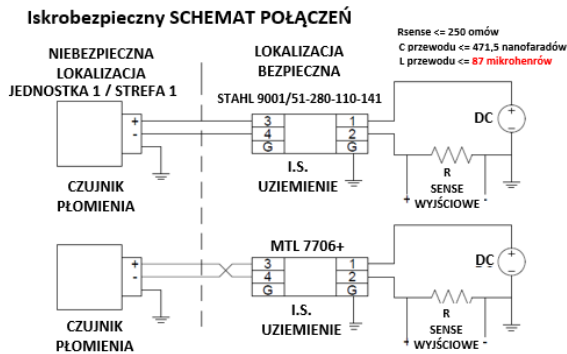 Iskrobezpieczny SCHEMAT POŁĄCZEŃ
Rsense <= 250 omów
C przewodu <= 471,5 nanofaradów
L przewodu <= 87 mikrohenrów
NIEBEZPIECZNA
LOKALIZACJA
JEDNOSTKA 1 / STREFA 1
LOKALIZACJA
BEZPIECZNA
STAHL 9001/51-280-110-141
+
-
3
4
G
1
2
DC
+
-
R
SENSE
+ WYJŚCIOWE -
I.S.
UZIEMIENIE
CZUJNIK
PŁOMIENIA
MTL 7706+
+
-
3
4
G
1
2
DC
+
-
R
SENSE
+ WYJŚCIOWE -
I.S.
UZIEMIENIE
CZUJNIK
PŁOMIENIA